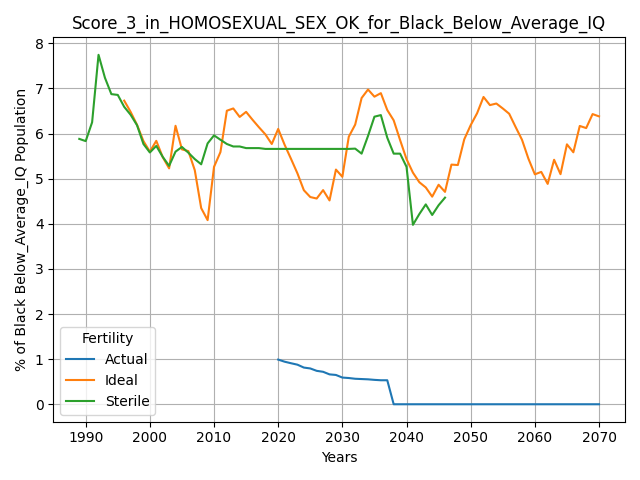 Score_3_in_HOMOSEXUAL_SEX_OK_for_Black_Below_Average_IQ
% of Black Below_Average_IQ Population
8
7
6
5
4
3
2
1
0
Fertility
Actual
Ideal
Sterile
1990 2000 2010 2020 2030 2040 2050 2060 2070
Years